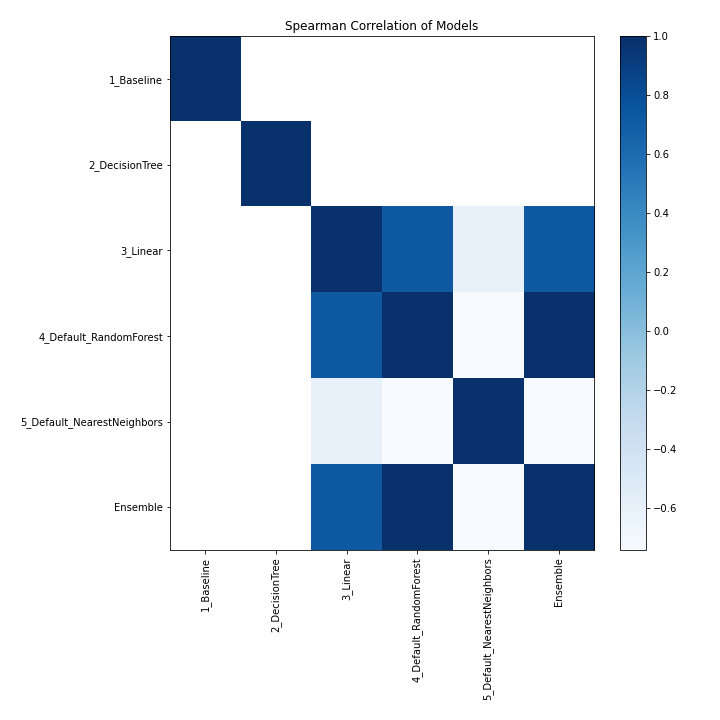 Spearman Correlation of Models
1_Baseline
2_DecisionTree
3_Linear
4_Default_RandomForest
5_Default_NearestNeighbors
Ensemble
1_Baseline
2_DecisionTree
3_Linear
4_Default_RandomForest
5_Default_NearestNeighbors
Ensemble
1.0
0.8
0.6
0.4
0.2
0.0
−0.2
−0.4
−0.6